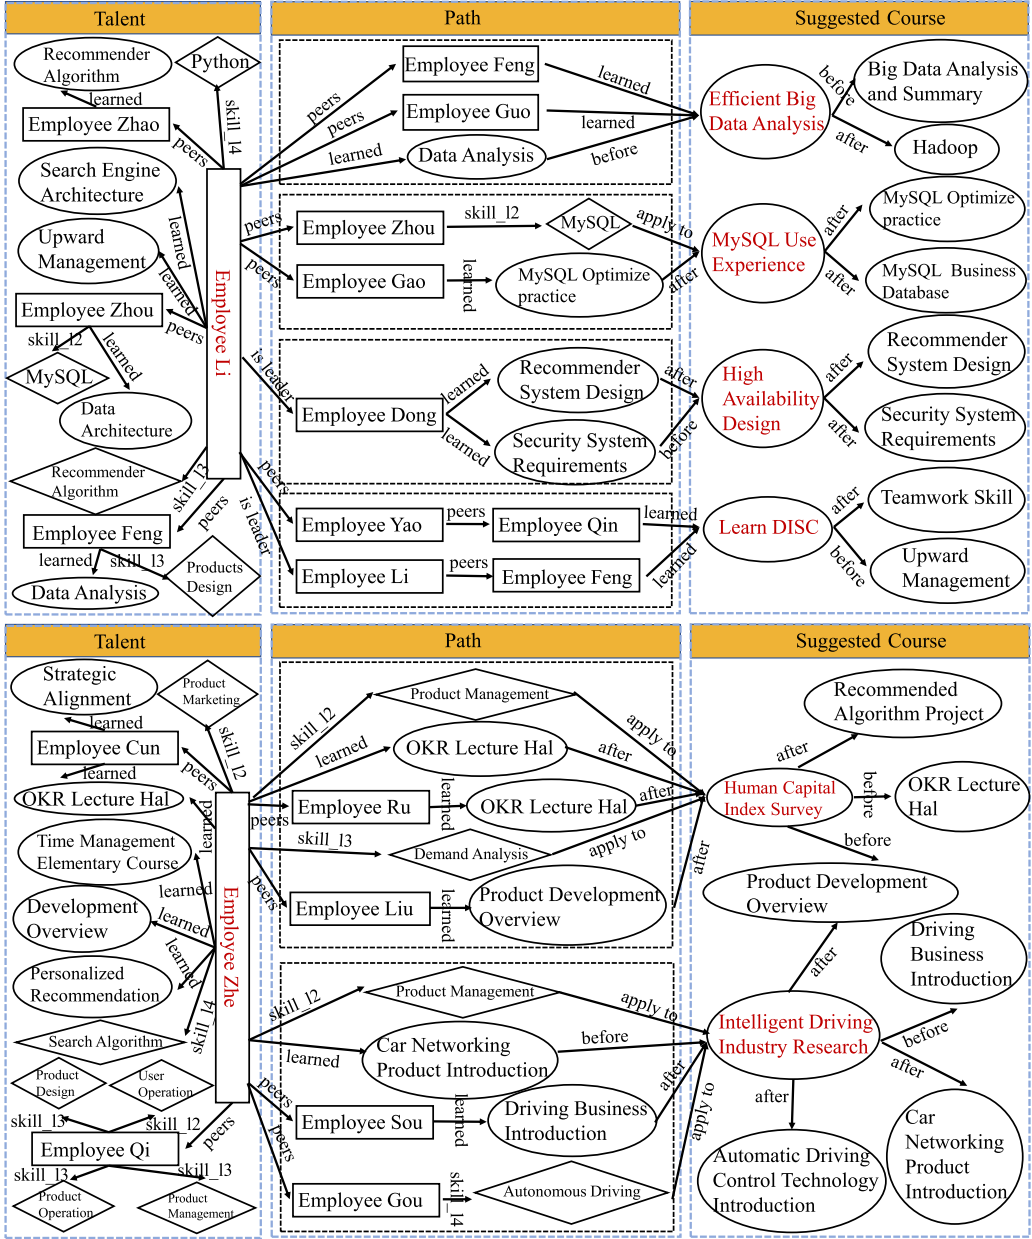 Talent
Path
Suggested Course
Recommender
Algorithm
Python
learned
Employee Zhao
peers
skill_l4
Search Engine
Architecture
learned
Upward
Management
learned
Employee Zhou
peers
skill_l2
learned
MySQL
Data
Architecture
Employee Li
Recommender
Algorithm
skill_l3
peers
Employee Feng
learned
skill_l3
Data Analysis
Products
Design
peers
Employee Feng
learned
peers
Employee Guo
learned
learned
Data Analysis
before
Efficient Big
Data Analysis
before
Big Data Analysis
and Summary
after
Hadoop
peers
Employee Zhou
skill_l2
MySQL
apply to
peers
Employee Gao
learned
MySQL Optimize
practice
after
MySQL Use
Experience
after
MySQL Optimize
practice
after
MySQL Business
Database
is leader
Employee Dong
learned
Recommender
System Design
after
learned
Security System
Requirements
before
High
Availability
Design
after
Recommender
System Design
after
Security System
Requirements
peers
Employee Yao
peers
Employee Qin
learned
is leader
Employee Li
peers
Employee Feng
learned
Learn DISC
after
Teamwork Skill
before
Upward
Management
Talent
Path
Suggested Course
Strategic
Alignment
Product
Marketing
learned
Employee Cun
peers
skill_l2
learned
OKR Lecture Hal
learned
Time Management
Elementary Course
learned
Development
Overview
learned
Personalized
Recommendation
learned
Employee Zhe
Search Algorithm
skill_l4
Product
Design
User
Operation
skill_l3
skill_l2
peers
Employee Qi
skill_l3
skill_l3
Product
Operation
Product
Management
skill_l2
Product Management
apply to
learned
OKR Lecture Hal
after
peers
Employee Ru
learned
OKR Lecture Hal
after
skill_l3
Demand Analysis
apply to
peers
Employee Liu
learned
Product Development
Overview
after
Human Capital
Index Survey
after
Recommended
Algorithm Project
before
OKR Lecture
Hal
before
Product Development
Overview
skill_l2
Product Management
apply to
learned
Car Networking
Product Introduction
before
peers
Employee Sou
learned
Driving Business
Introduction
after
peers
Employee Gou
skill_l4
Autonomous Driving
apply to
Intelligent Driving
Industry Research
after
Driving
Business
Introduction
before
after
Car
Networking
Product
Introduction
after
Automatic Driving
Control Technology
Introduction